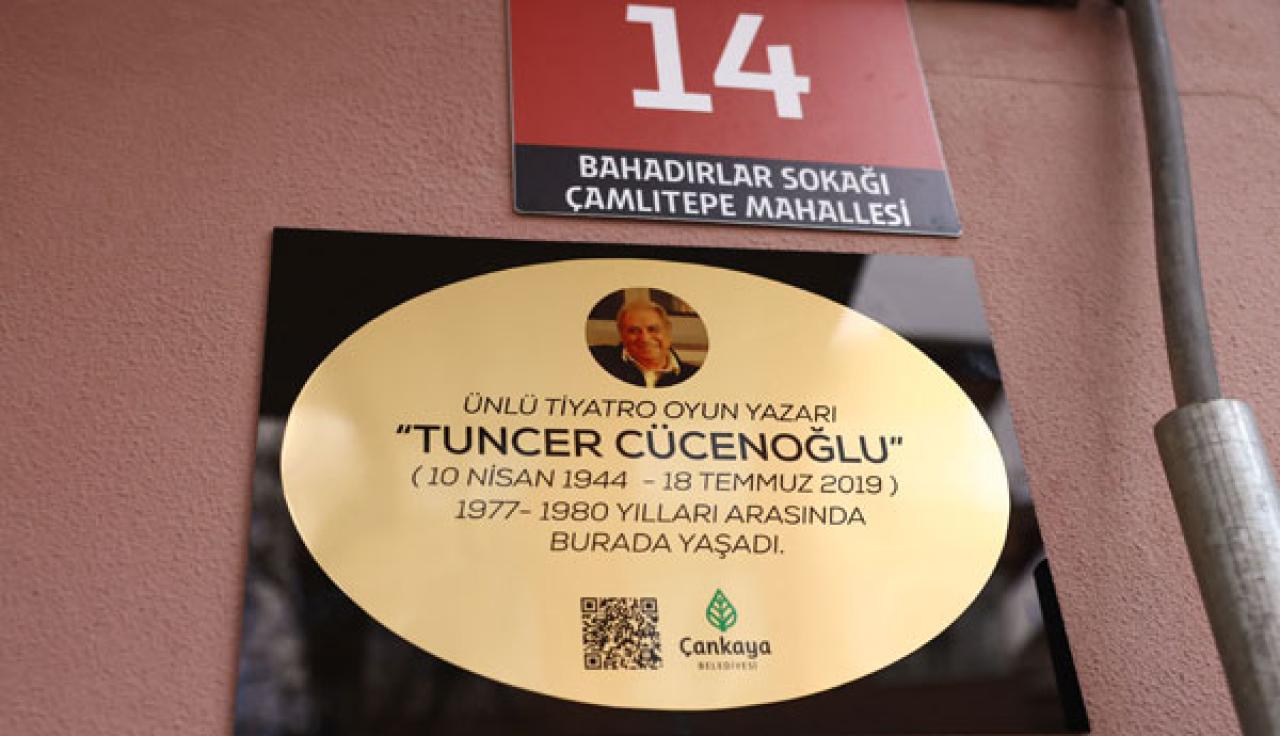 14
BAHADIRLAR SOKAĞI
ÇAMLITEPE MAHALLESİ
ÜNLÜ TİYATRO OYUN YAZARI
“TUNCER CÜCENOĞLU”
( 10 NİSAN 1944 - 18 TEMMUZ 2019 )
1977- 1980 YILLARI ARASINDA
BURADA YAŞADI.
Çankaya
BELEDİYESİ